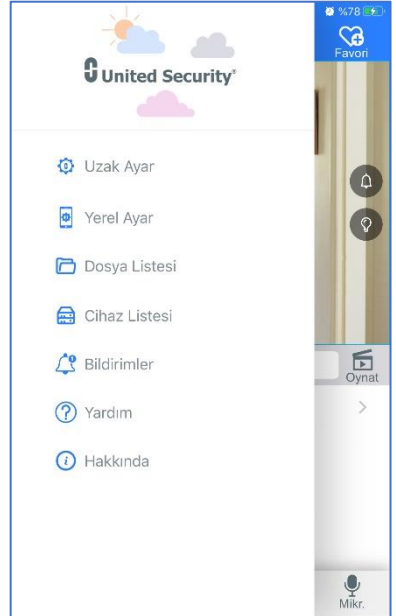 %78
Favori
United Security®
Uzak Ayar
Yerel Ayar
Dosya Listesi
Cihaz Listesi
Bildirimler
Oynat
Yardım
Hakkında
Mikr.